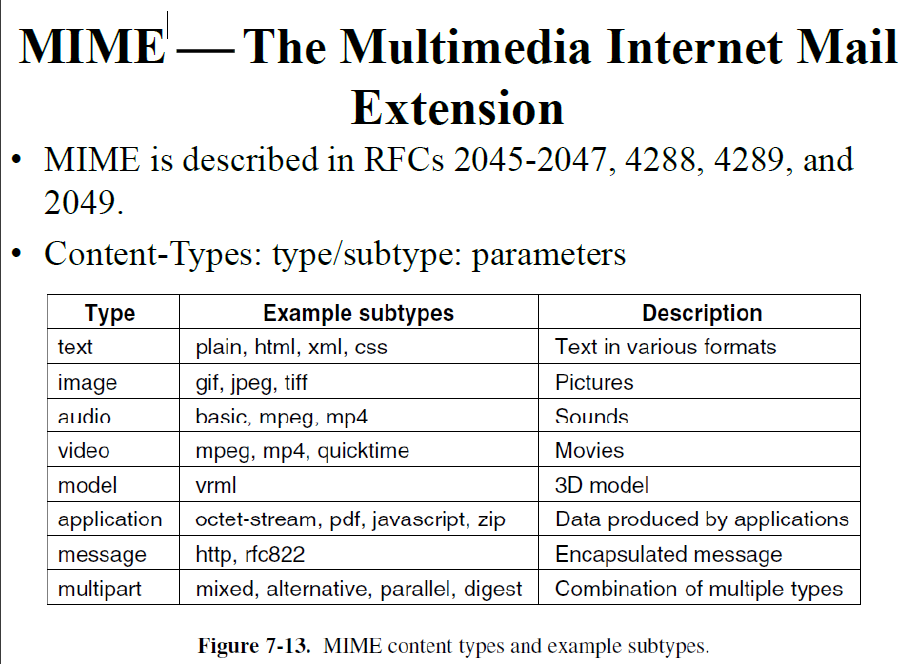 MIME — The Multimedia Internet Mail
Extension
• MIME is described in RFCs 2045-2047, 4288, 4289, and
2049.
• Content-Types: type/subtype: parameters
Type Example subtypes Description
text plain, html, xml, css Text in various formats
image gif, jpeg, tiff Pictures
audio basic, mpeg, mp4 Sounds
video mpeg, mp4, quicktime Movies
model vrml 3D model
application octet-stream, pdf, javascript, zip Data produced by applications
message http, rfc822 Encapsulated message
multipart mixed, alternative, parallel, digest Combination of multiple types
Figure 7-13. MIME content types and example subtypes.